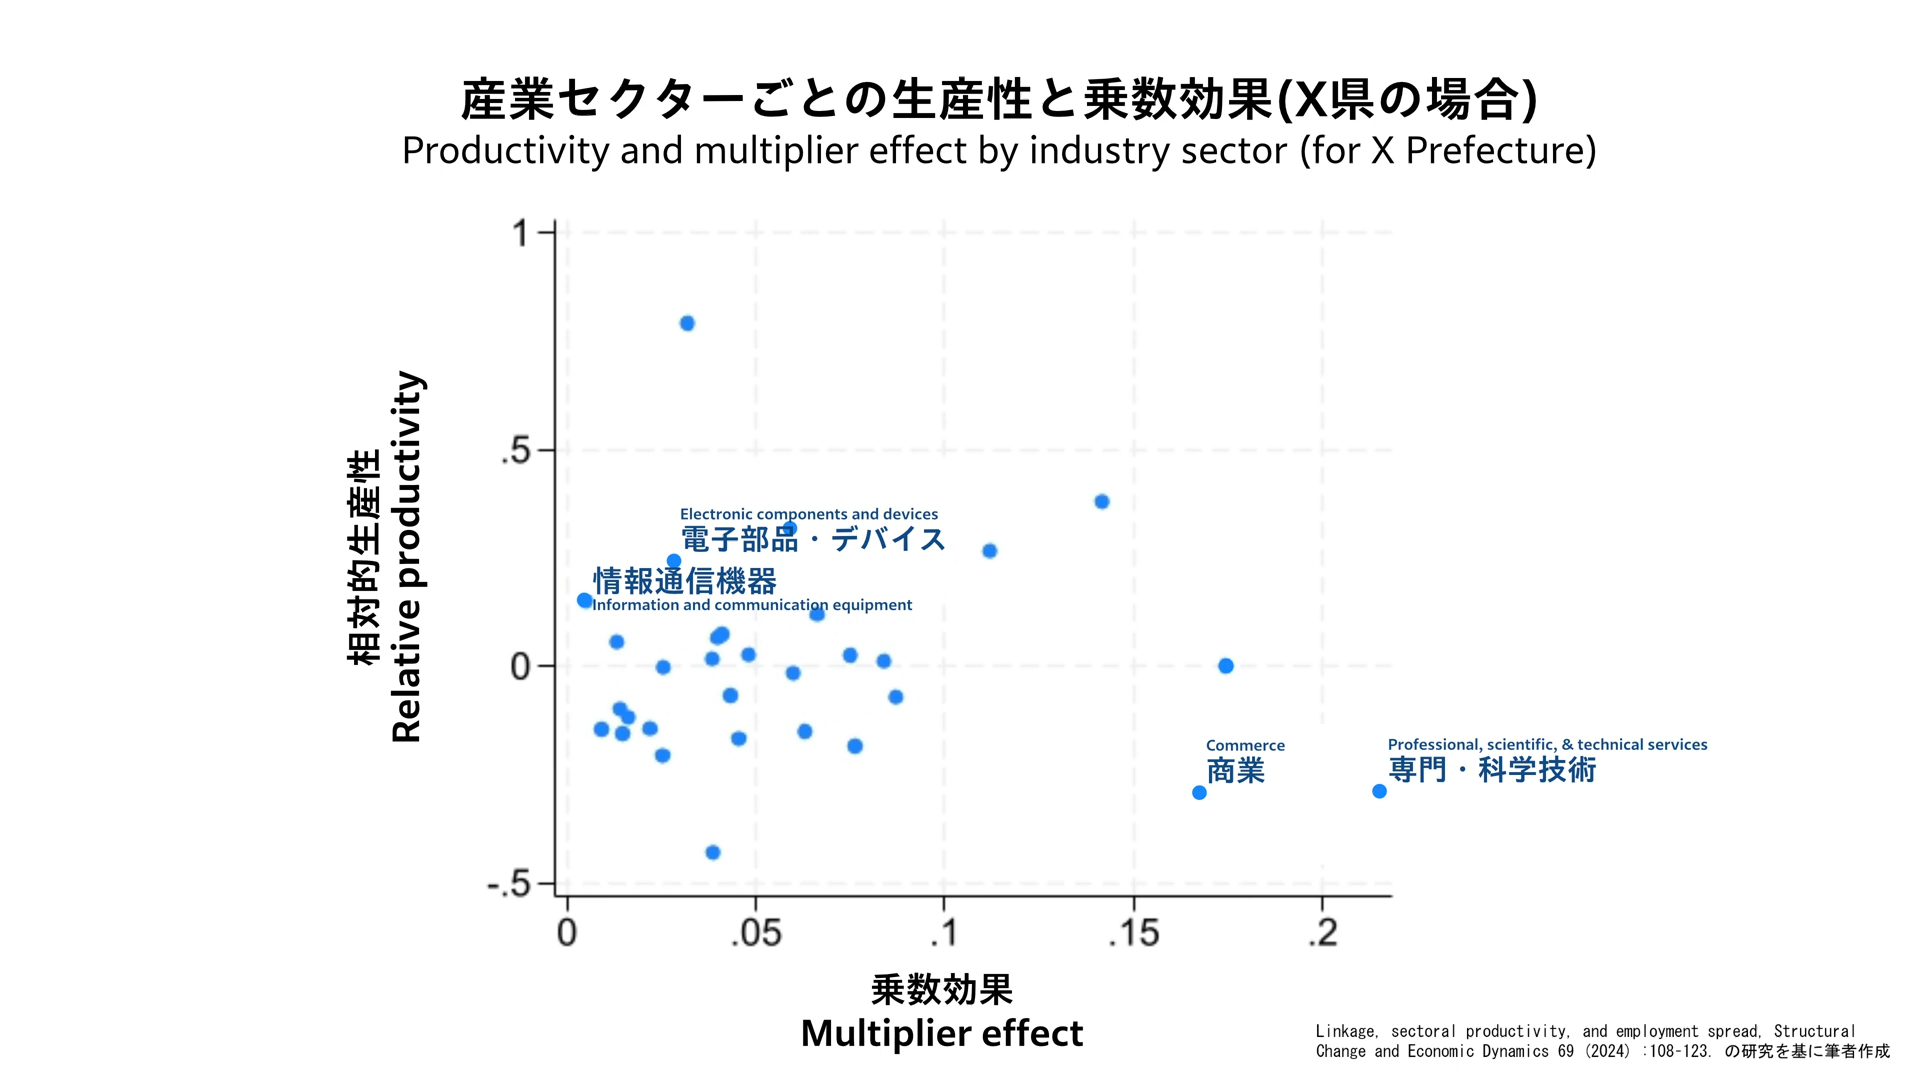 産業セクターごとの生産性と乗数効果(X県の場合)
Productivity and multiplier effect by industry sector (for X Prefecture)
相対的生産性
Relative productivity
1
.5
0
-.5
Electronic components and devices
電子部品・デバイス
情報通信機器
Information and communication equipment
Commerce
商業
Professional, scientific, & technical services
専門・科学技術
0 .05 .1 .15 .2
乗数効果
Multiplier effect
Linkage, sectoral productivity, and employment spread, Structural
Change and Economic Dynamics 69 (2024) :108-123. の研究を基に筆者作成